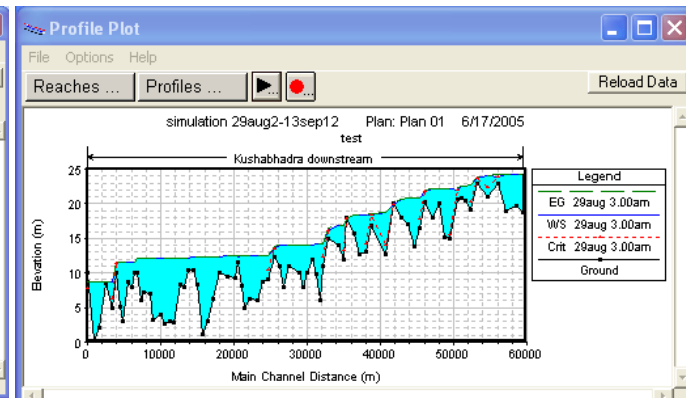 Profile Plot
File Options Help
Reaches ... Profiles ... Reload Data
simulation 29aug2-13sep12 Plan: Plan 01 6/17/2005
test
Kushabhadra downstream
Legend
EG 29aug 3.00am
WS 29aug 3.00am
Crit 29aug 3.00am
Ground
25
20
15
10
5
0
Elevation (m)
0 10000 20000 30000 40000 50000 60000
Main Channel Distance (m)